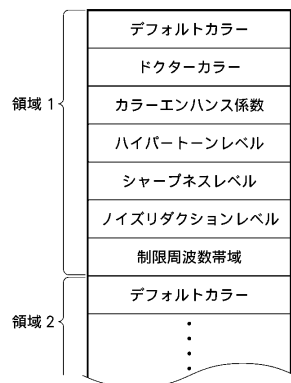 デフォルトカラー
ドクターカラー
領域 1
カラーエンハンス係数
ハイパートーンレベル
シャープネスレベル
ノイズリダクションレベル
制限周波数帯域
領域 2
デフォルトカラー